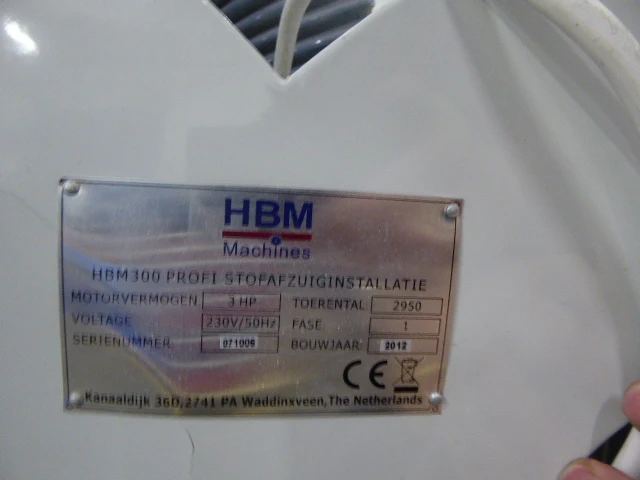 HBM
Machines
HBM300 PROFI STOFAFZUIGINSTALLATIE
MOTORVERMOGEN 3 HP TOERENTAL 2950
VOLTAGE 230V/50Hz FASE 1
SERIENUMMER 071006 BOUWJAAR 2012
CE
Kanaaldijk 36D,2741 PA Waddinxveen,The Netherlands